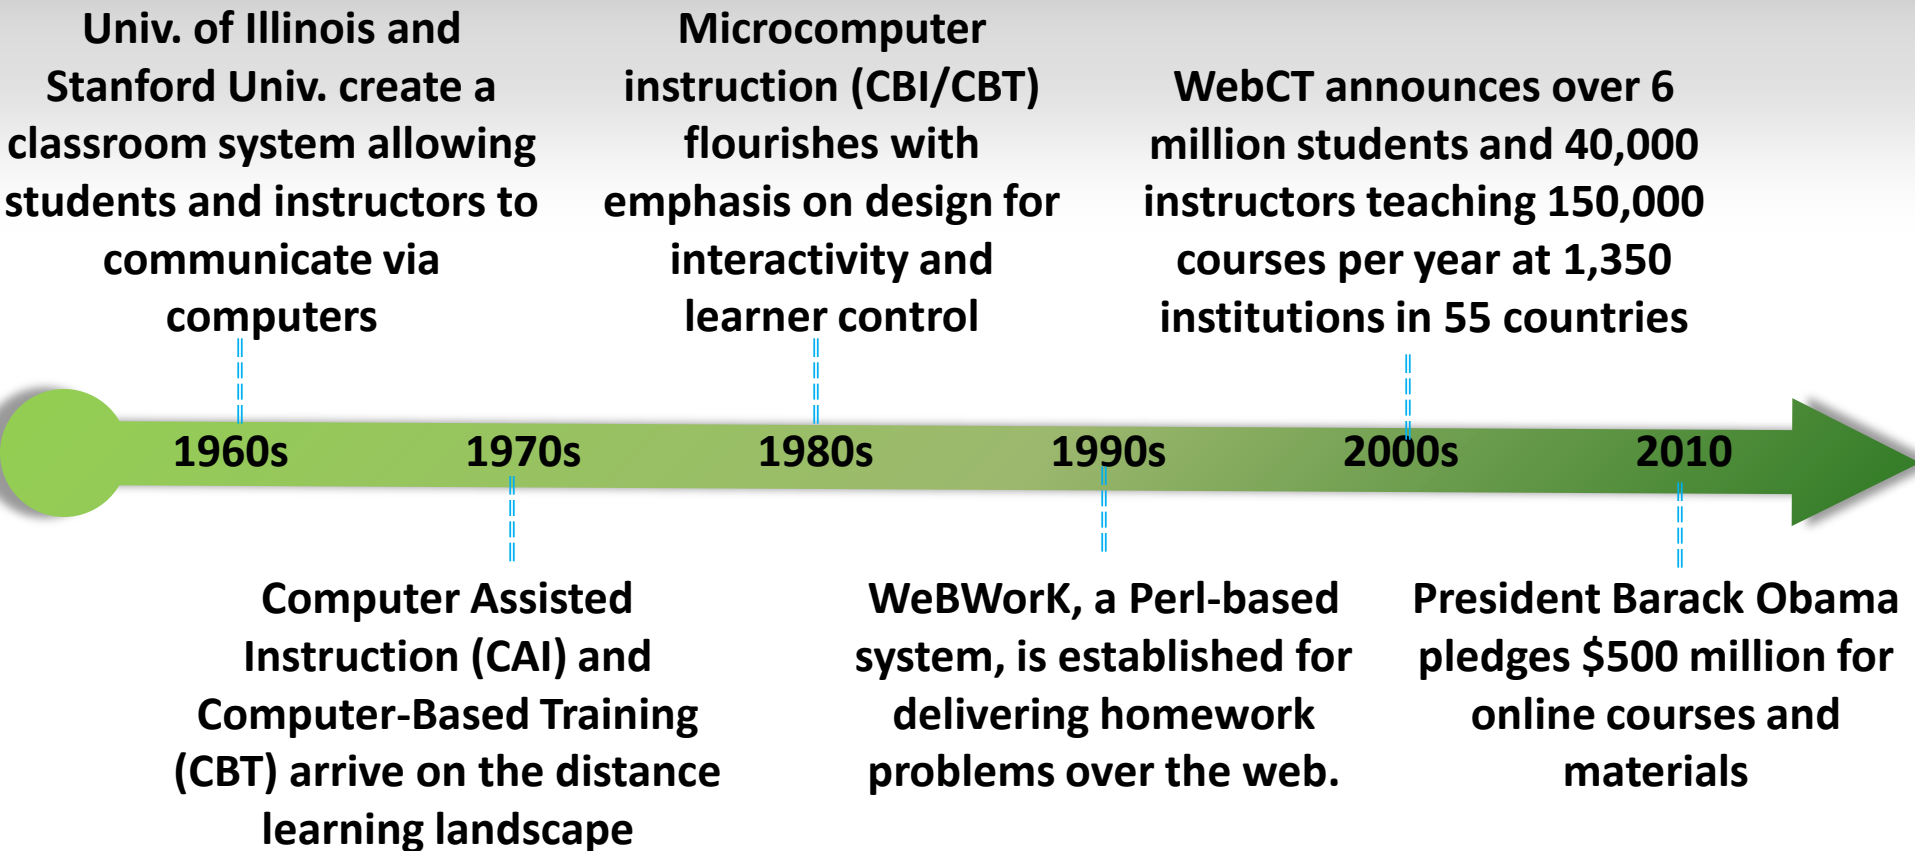 Univ. of Illinois and
Stanford Univ. create a
classroom system allowing
students and instructors to
communicate via
computers
Microcomputer
instruction (CBI/CBT)
flourishes with
emphasis on design for
interactivity and
learner control
WebCT announces over 6
million students and 40,000
instructors teaching 150,000
courses per year at 1,350
institutions in 55 countries
1960s 1970s 1980s 1990s 2000s 2010
Computer Assisted
Instruction (CAI) and
Computer-Based Training
(CBT) arrive on the distance
learning landscape
WeBWorK, a Perl-based
system, is established for
delivering homework
problems over the web.
President Barack Obama
pledges $500 million for
online courses and
materials